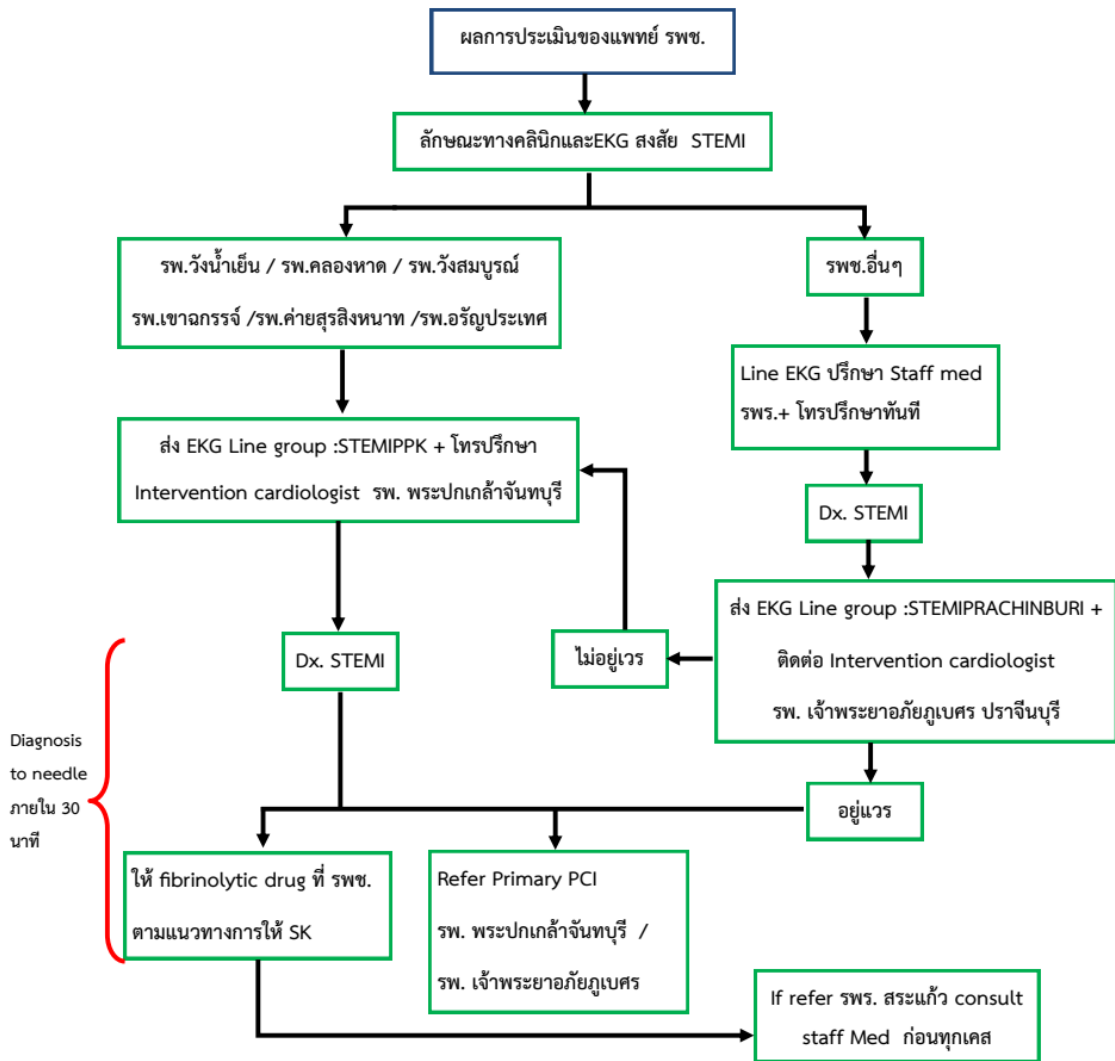 ผลการประเมินของแพทย์ รพช.
ลักษณะทางคลินิกและEKG สงสัย STEMI
รพ.วังน้ำเย็น / รพ.คลองหาด / รพ.วังสมบูรณ์
รพ.เขาฉกรรจ์ /รพ.ค่ายสุรสิงหนาท /รพ.อรัญประเทศ
รพช.อื่นๆ
Line EKG ปรึกษา Staff med
รพร.+ โทรปรึกษาทันที
ส่ง EKG Line group :STEMIPPK + โทรปรึกษา
Intervention cardiologist รพ. พระปกเกล้าจันทบุรี
Dx. STEMI
ส่ง EKG Line group :STEMIPRACHINBURI +
ติดต่อ Intervention cardiologist
รพ. เจ้าพระยาอภัยภูเบศร ปราจีนบุรี
Dx. STEMI
ไม่อยู่เวร
อยู่แวร
Diagnosis
to needle
ภายใน 30
นาที
ให้ fibrinolytic drug ที่ รพช.
ตามแนวทางการให้ SK
Refer Primary PCI
รพ. พระปกเกล้าจันทบุรี /
รพ. เจ้าพระยาอภัยภูเบศร
If refer รพร. สระแก้ว consult
staff Med ก่อนทุกเคส